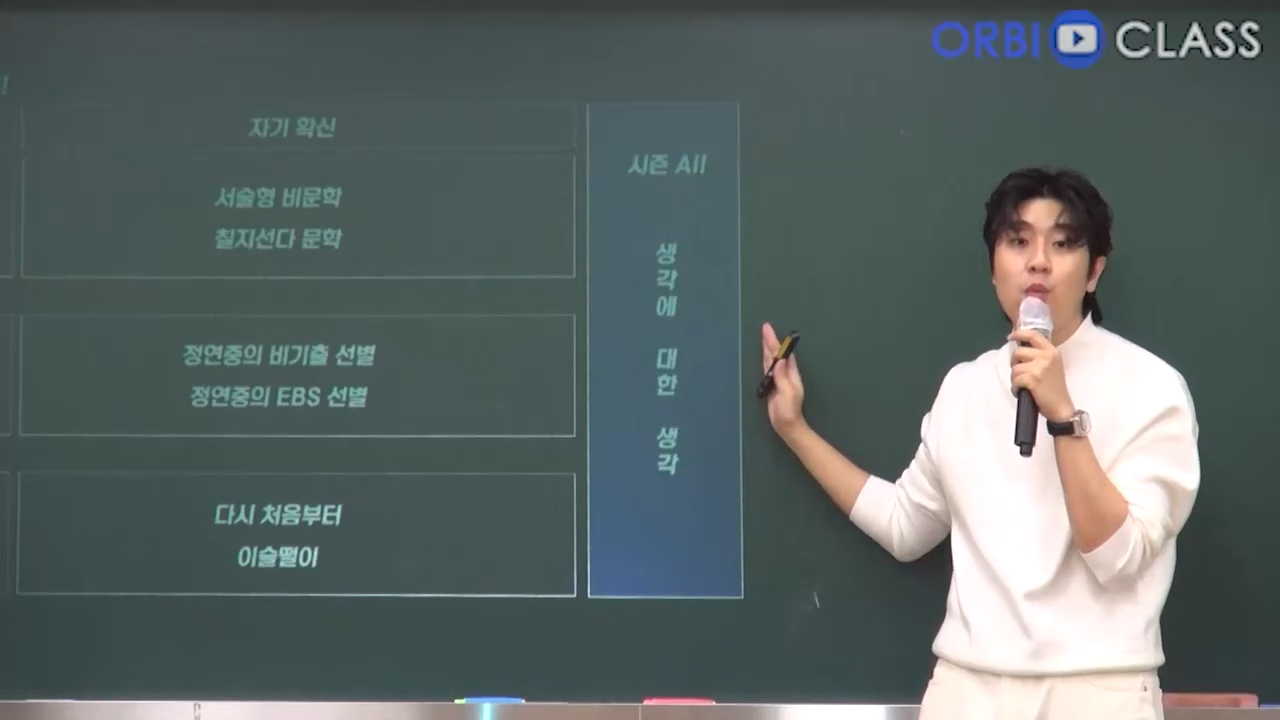 ORBI CLASS
!
자기 확신
서술형 비문학
칠지선다 문학
정연중의 비기출 선별
정연중의 EBS 선별
다시 처음부터
이슬떨이
시즌 All
생각에 대한 생각